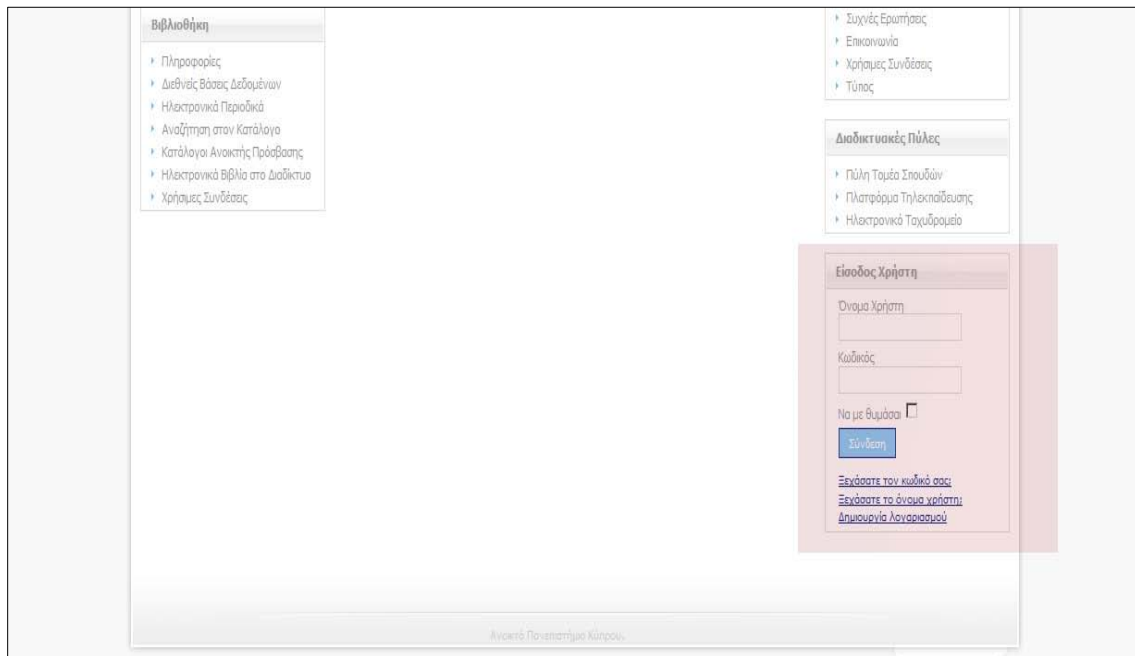 Βιβλιοθήκη
Πληροφορίες
Διεθνείς Βάσεις Δεδομένων
Ηλεκτρονικά Περιοδικά
Αναζήτηση στον Κατάλογο
Κατάλογοι Ανοικτής Πρόσβασης
Ηλεκτρονικά Βιβλία στο Διαδίκτυο
Χρήσιμες Συνδέσεις
Συχνές Ερωτήσεις
Επικοινωνία
Χρήσιμες Συνδέσεις
Τύπος
Διαδικτυακές Πύλες
Πύλη Τομέα Σπουδών
Πλατφόρμα Τηλεκπαίδευσης
Ηλεκτρονικό Ταχυδρομείο
Είσοδος Χρήστη
Όνομα Χρήστη
Κωδικός
Να με θυμάσαι
Σύνδεση
Ξεχάσατε τον κωδικό σας;
Ξεχάσατε το όνομα χρήστη;
Δημιουργία λογαριασμού
Ανοικτό Πανεπιστήμιο Κύπρου.